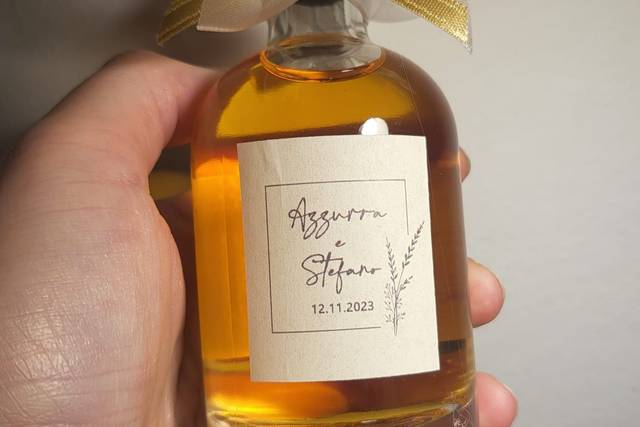 Azzurra
e
Stefano
12.11.2023